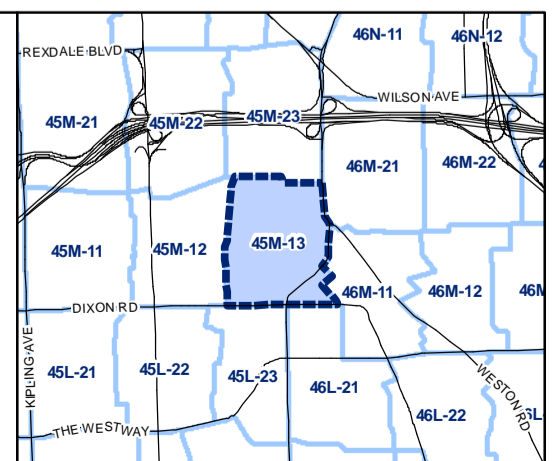 46N-11
46N-12
REXDALE BLVD
WILSON AVE
45M-21
45M-22
45M-23
46M-21
46M-22
45M-11
45M-12
45M-13
46M-11
46M-12
DIXON RD
KIPLING AVE
45L-21
45L-22
45L-23
46L-21
46L-22
WESTON RD
THE WESTWAY